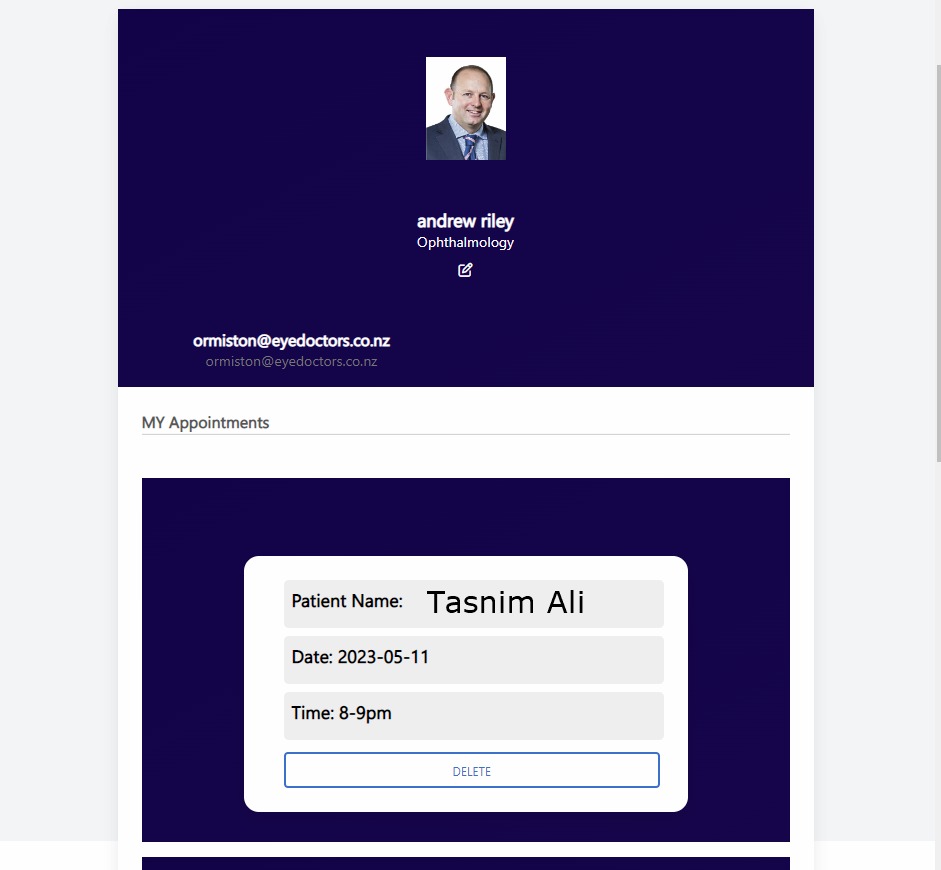 andrew riley
Ophthalmology
ormiston@eyedoctors.co.nz
ormiston@eyedoctors.co.nz
MY Appointments
Patient Name: Tasnim Ali
Date: 2023-05-11
Time: 8-9pm
DELETE